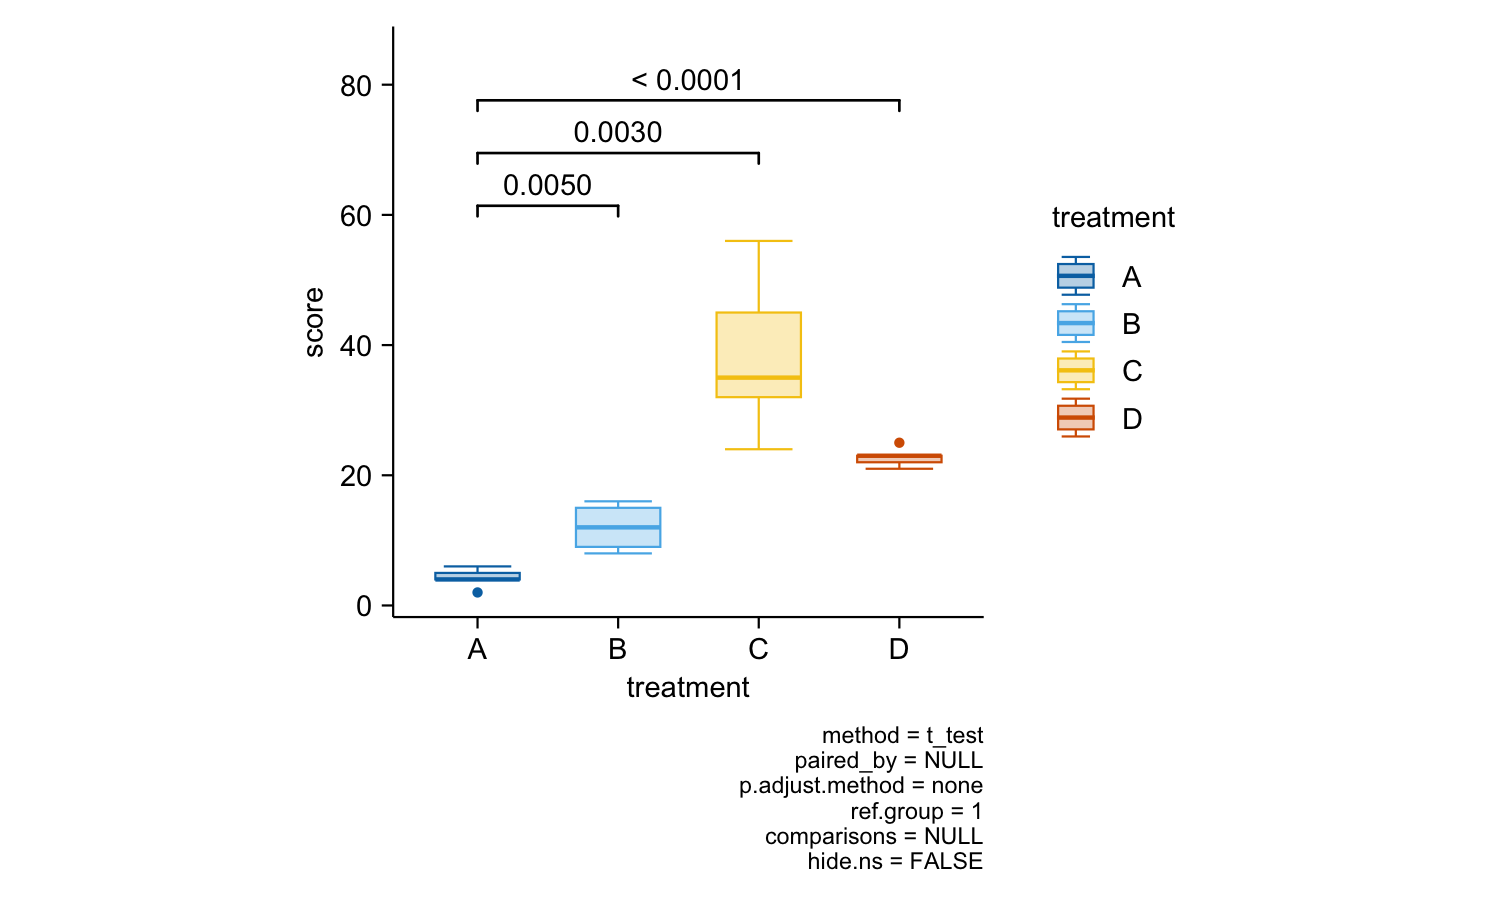 80
60
40
20
0
score
< 0.0001
0.0030
0.0050
A
B
C
D
treatment
treatment
A
B
C
D
method = t_test
paired_by = NULL
p.adjust.method = none
ref.group = 1
comparisons = NULL
hide.ns = FALSE